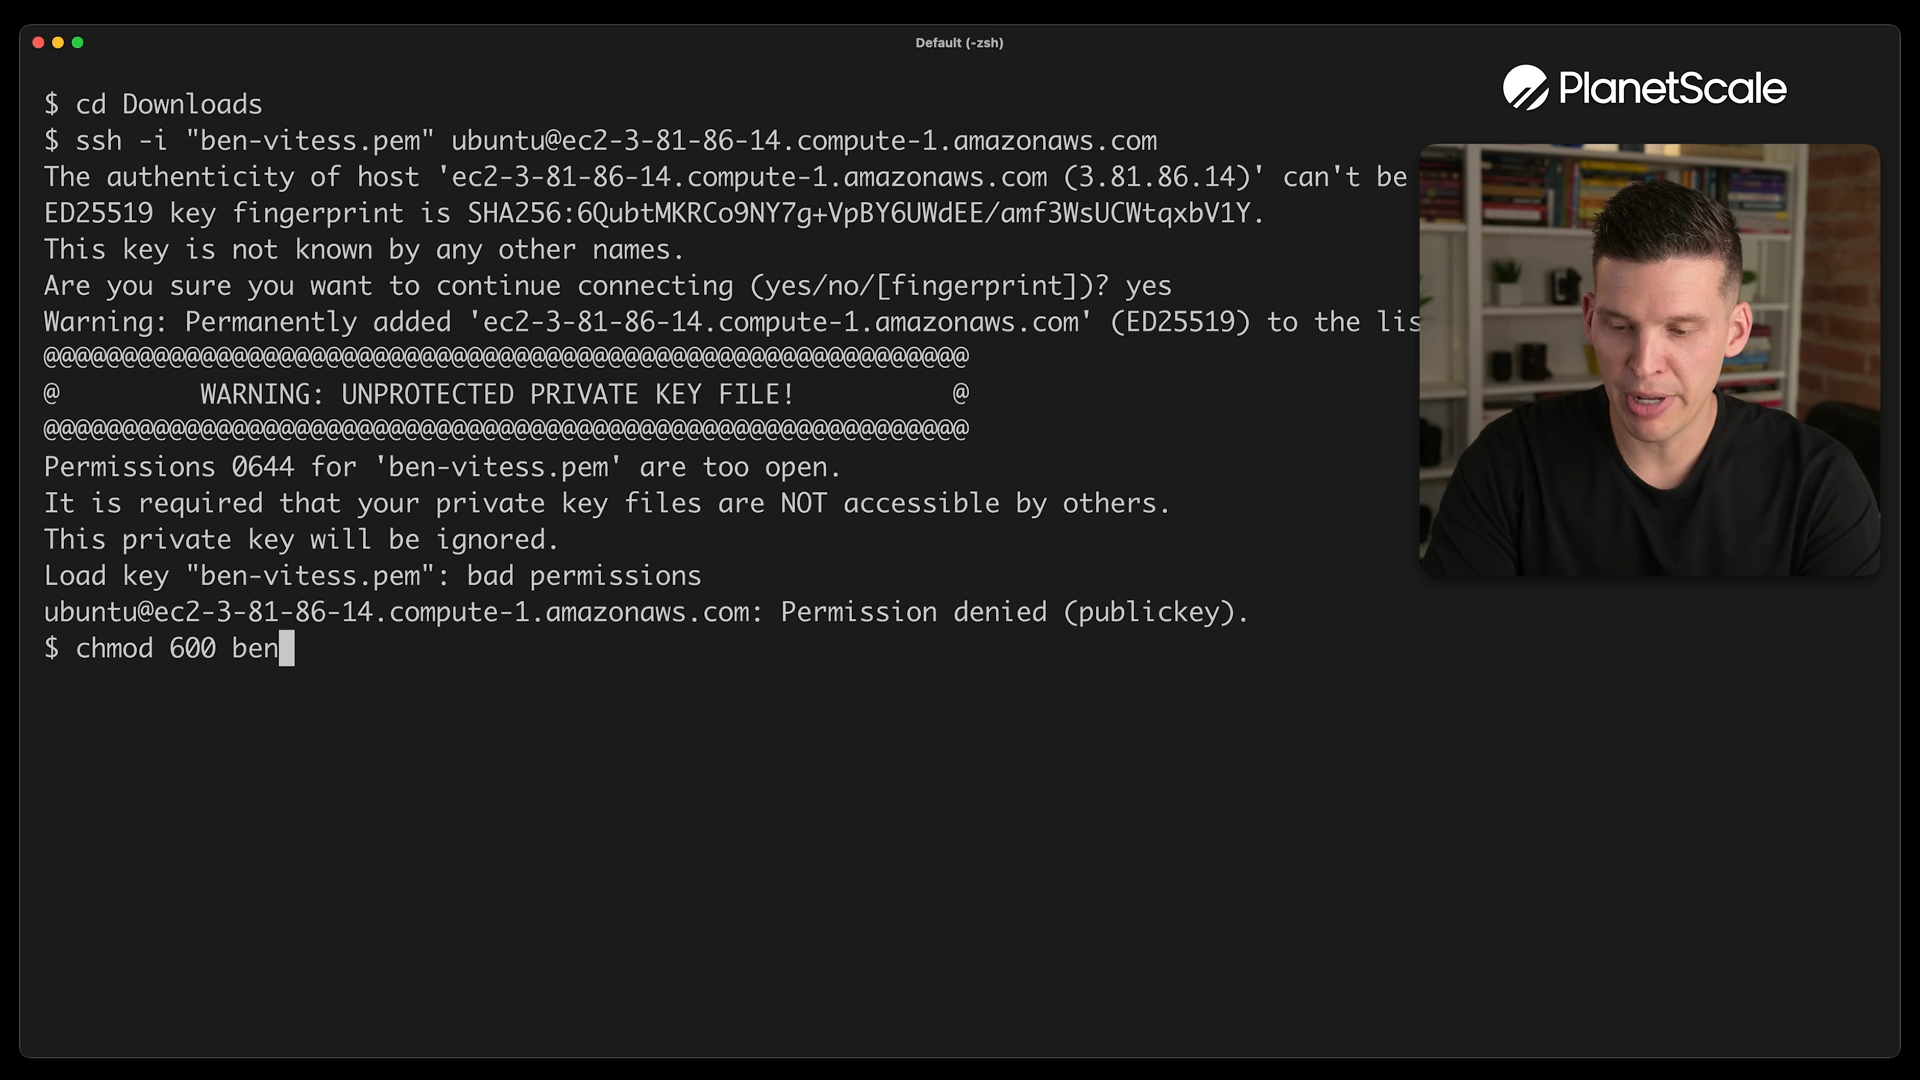 Default (-zsh)
PlanetScale
$ cd Downloads
$ ssh -i "ben-vitess.pem" ubuntu@ec2-3-81-86-14.compute-1.amazonaws.com
The authenticity of host 'ec2-3-81-86-14.compute-1.amazonaws.com (3.81.86.14)' can't be
ED25519 key fingerprint is SHA256:6QubtMKRCo9NY7g+VpBY6UWdEE/amf3WsUCWtqxbV1Y.
This key is not known by any other names.
Are you sure you want to continue connecting (yes/no/[fingerprint])? yes
Warning: Permanently added 'ec2-3-81-86-14.compute-1.amazonaws.com' (ED25519) to the lis
@@@@@@@@@@@@@@@@@@@@@@@@@@@@@@@@@@@@@@@@@@@@@@@@@@@@@@@@@@@
@         WARNING: UNPROTECTED PRIVATE KEY FILE!          @
@@@@@@@@@@@@@@@@@@@@@@@@@@@@@@@@@@@@@@@@@@@@@@@@@@@@@@@@@@@
Permissions 0644 for 'ben-vitess.pem' are too open.
It is required that your private key files are NOT accessible by others.
This private key will be ignored.
Load key "ben-vitess.pem": bad permissions
ubuntu@ec2-3-81-86-14.compute-1.amazonaws.com: Permission denied (publickey).
$ chmod 600 ben